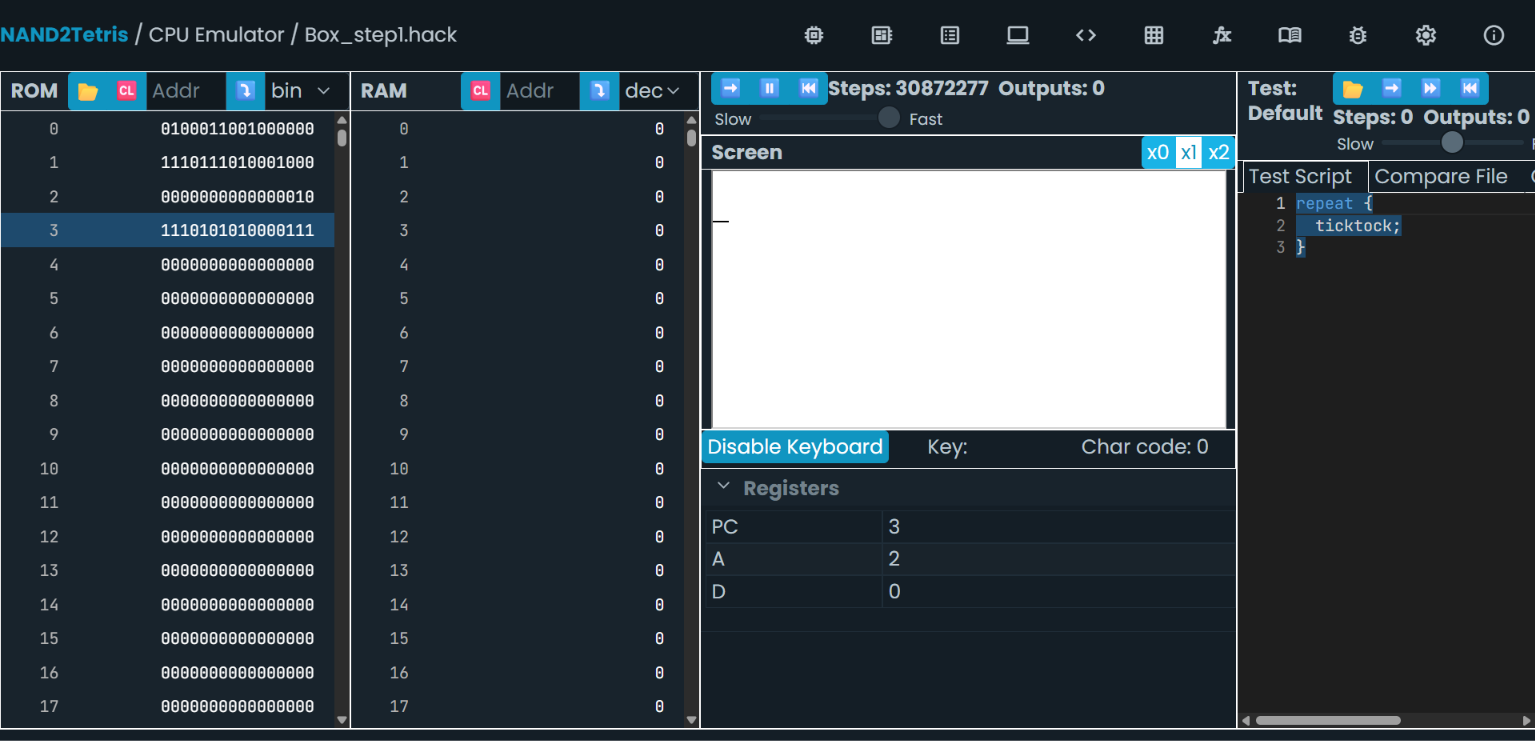 NAND2Tetris / CPU Emulator / Box_step1.hack
ROM CL Addr bin
0 0100011001000000
1 1110111010001000
2 0000000000000010
3 1110101010000111
4 0000000000000000
5 0000000000000000
6 0000000000000000
7 0000000000000000
8 0000000000000000
9 0000000000000000
10 0000000000000000
11 0000000000000000
12 0000000000000000
13 0000000000000000
14 0000000000000000
15 0000000000000000
16 0000000000000000
17 0000000000000000
RAM CL Addr dec
0 0
1 0
2 0
3 0
4 0
5 0
6 0
7 0
8 0
9 0
10 0
11 0
12 0
13 0
14 0
15 0
16 0
17 0
Steps: 30872277 Outputs: 0
Slow Fast
Screen x0 x1 x2
Disable Keyboard Key: Char code: 0
Registers
PC 3
A 2
D 0
Test:
Default
Steps: 0 Outputs: 0
Slow
Test Script Compare File
1 repeat {
2 ticktock;
3 }